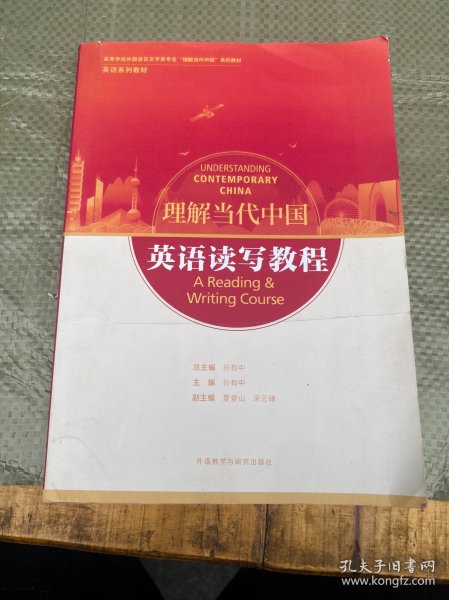 高等学校外国语言文学类专业“理解当代中国”系列教材
英语系列教材
UNDERSTANDING
CONTEMPORARY
CHINA
理解当代中国
英语读写教程
A Reading &
Writing Course
总主编 孙有中
主 编 孙有中
副主编 夏登山 宋云峰
外语教学与研究出版社
孔夫子旧书网
www.kongfz.com